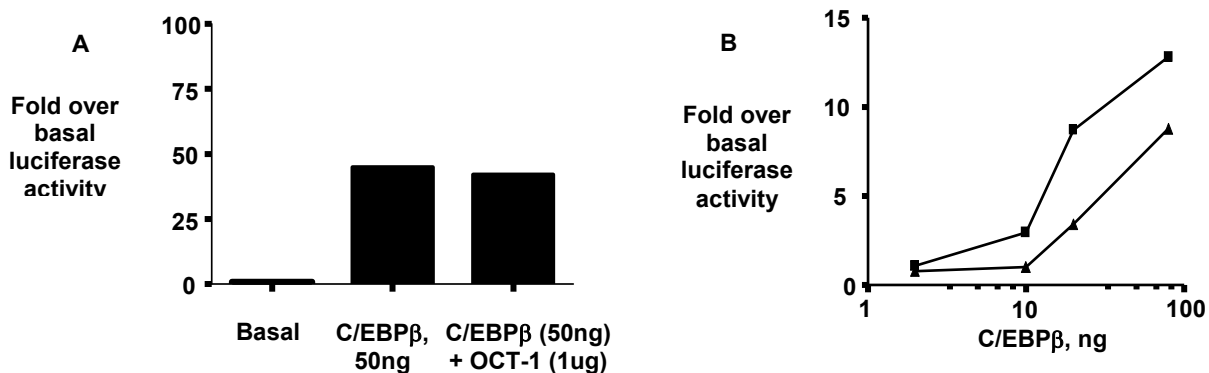 A
Fold over
basal
luciferase
activity
100
75
50
25
0
Basal
C/EBPβ,
50ng
C/EBPβ (50ng)
+ OCT-1 (1ug)
B
Fold over
basal
luciferase
activity
15
10
5
0
1
10
100
C/EBPβ, ng